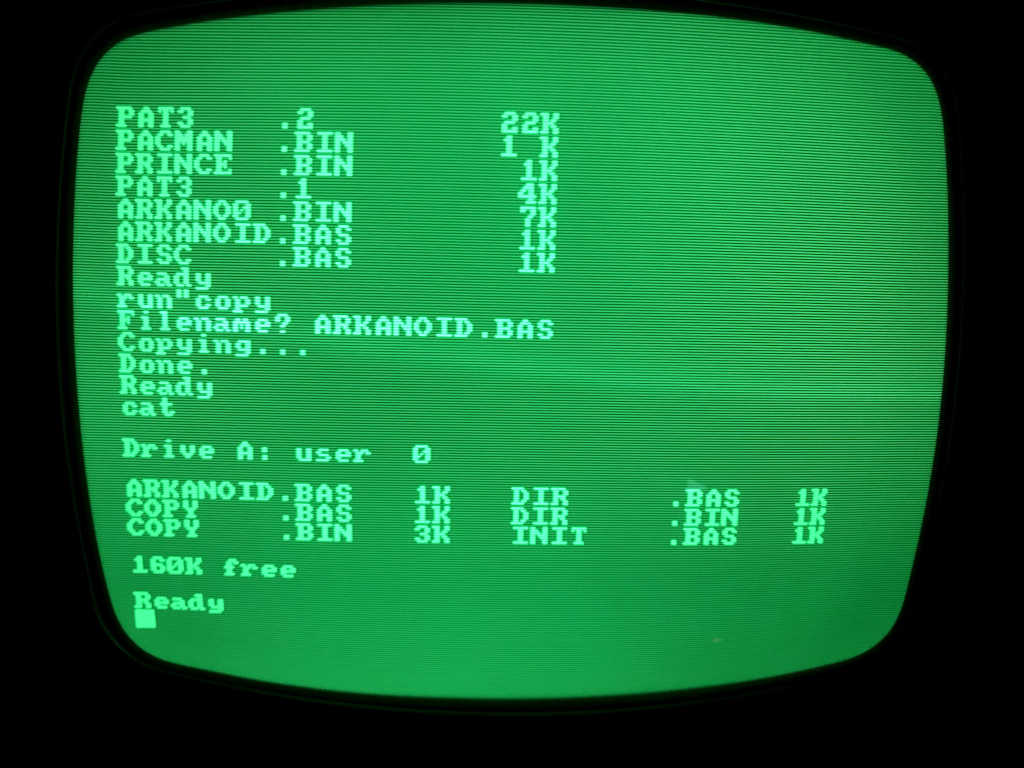 PAT3 .2 22K
PACMAN .BIN 1 K
PRINCE .BIN 1K
PAT3 .1 4K
ARKANO0 .BIN 7K
ARKANOID.BAS 1K
DISC .BAS 1K
Ready
run"copy
Filename? ARKANOID.BAS
Copying...
Done.
Ready
cat
Drive A: user 0
ARKANOID.BAS 1K DIR .BAS 1K
COPY .BAS 1K DIR .BIN 1K
COPY .BIN 3K INIT .BAS 1K
160K free
Ready